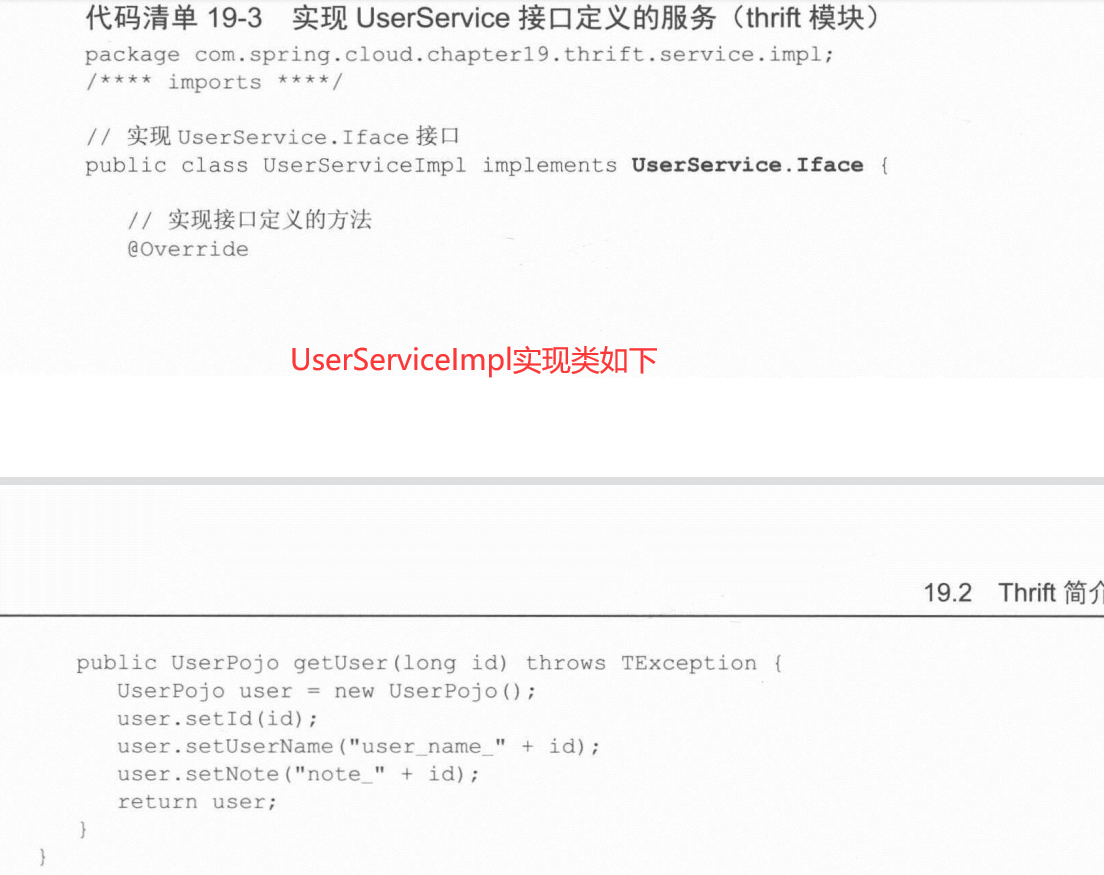 代码清单 19-3 实现 UserService 接口定义的服务（thrift 模块）
package com.spring.cloud.chapter19.thrift.service.impl;
/**** imports ****/
// 实现 UserService.Iface 接口
public class UserServiceImpl implements UserService.Iface {
// 实现接口定义的方法
@Override
UserServiceImpl实现类如下
19.2 Thrift 简介
public UserPojo getUser(long id) throws TException {
UserPojo user = new UserPojo();
user.setId(id);
user.setUserName("user_name_" + id);
user.setNote("note_" + id);
return user;
}
}